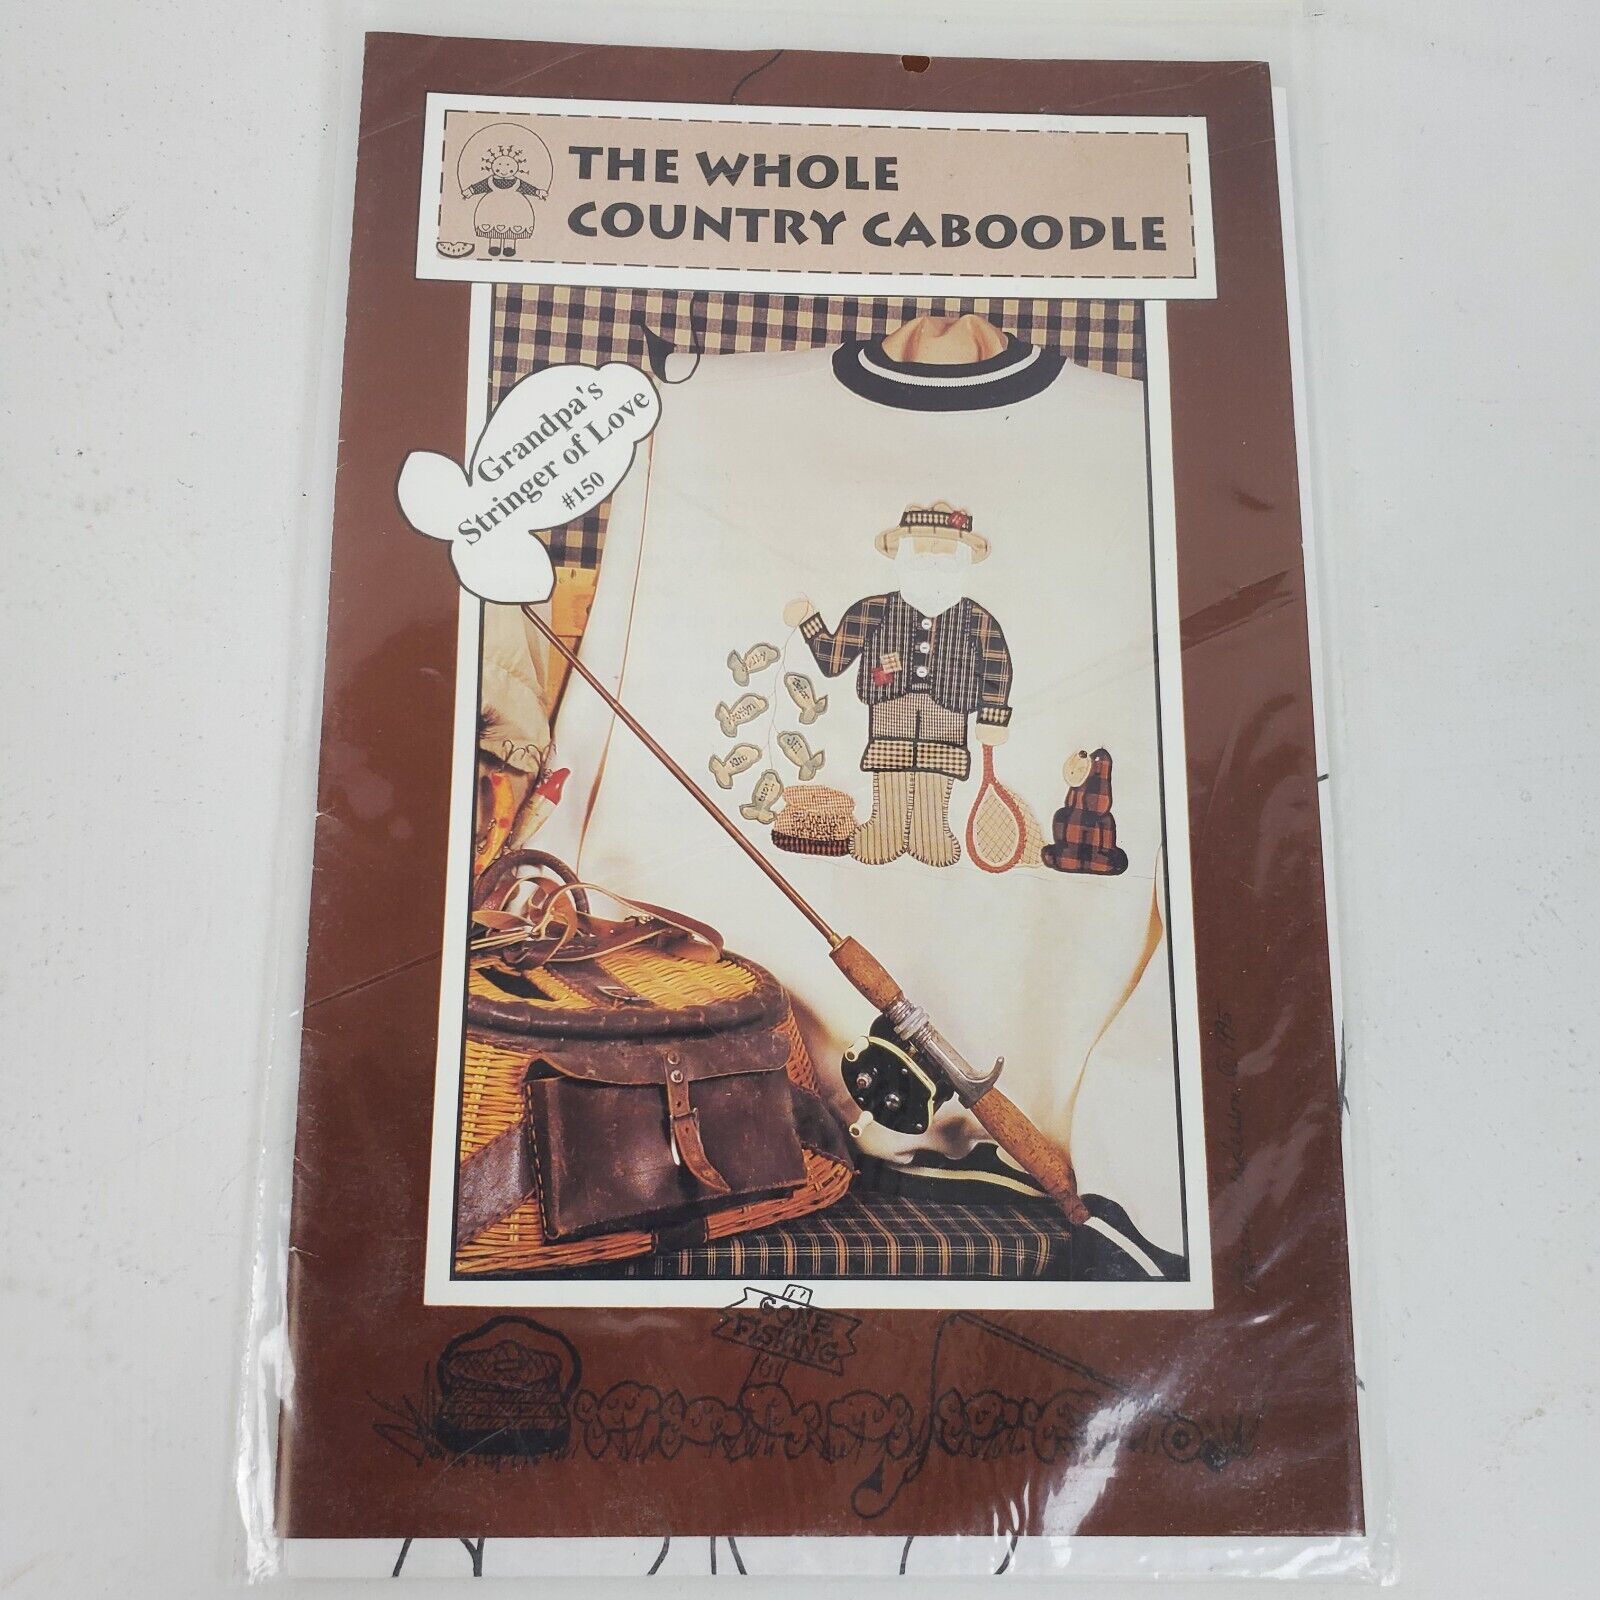 THE WHOLE
COUNTRY CABOODLE
Grandpa's
Stringer of Love
#150
GONE
FISHING